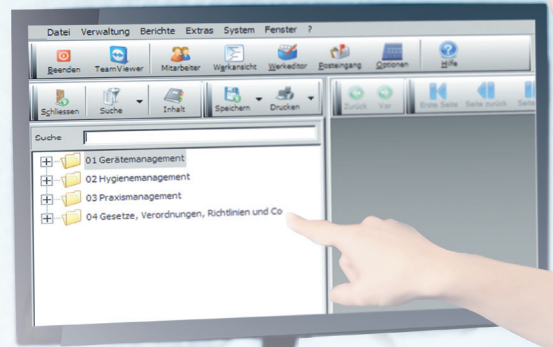 Datei Verwaltung Berichte Extras System Fenster ?
Beenden TeamViewer Mitarbeiter Werkansicht Werkeditor Posteingang Optionen Hilfe
Schliessen Suche Inhalt Speichern Drucken Zurück Vor Erste Seite Seite zurück Seite
Suche
01 Gerätemanagement
02 Hygienemanagement
03 Praxismanagement
04 Gesetze, Verordnungen, Richtlinien und Co